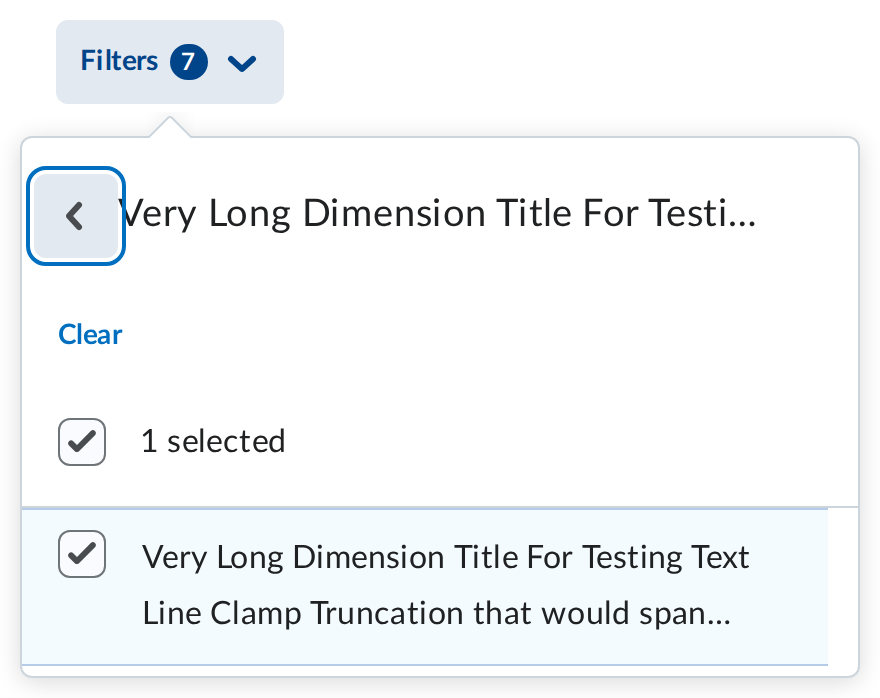 Filters 7
Very Long Dimension Title For Testi...
Clear
1 selected
Very Long Dimension Title For Testing Text
Line Clamp Truncation that would span...